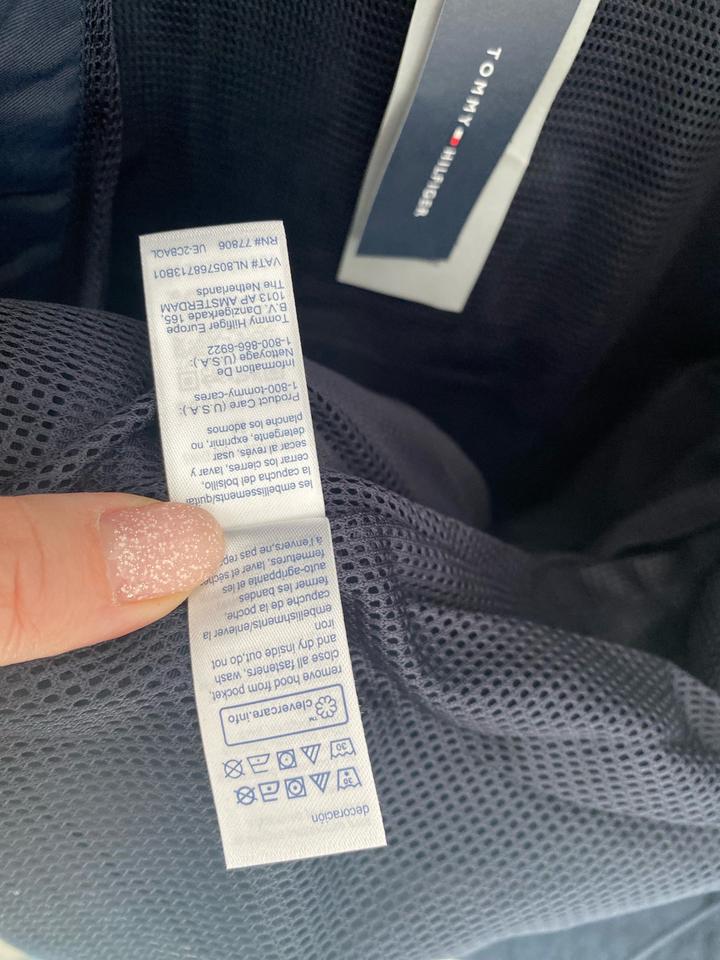 TOMMY HILFIGER
decoración
30
30
™
clevercare.info
remove hood from pocket,
close all fasteners, wash
and dry inside out,do not
iron
embellishments/enlever la
capuche de la poche,
fermer les bandes
auto-agrippante et les
fermetures, laver et sécher
à l'envers,ne pas rep
les embellissements/quitar
la capucha del bolsillo,
cerrar los cierres, lavar y
secar al revés, usar
detergente, exprimir, no
planche los adornos
Product Care (U.S.A.):
1-800-tommy-cares
Information De
Nettoyage (U.S.A.):
1-800-866-6922
Tommy Hilfiger Europe
B.V. Danzigerkade 165,
1013 AP AMSTERDAM
The Netherlands
VAT# NL805768713B01
RN# 77806 UE-2CBAQL